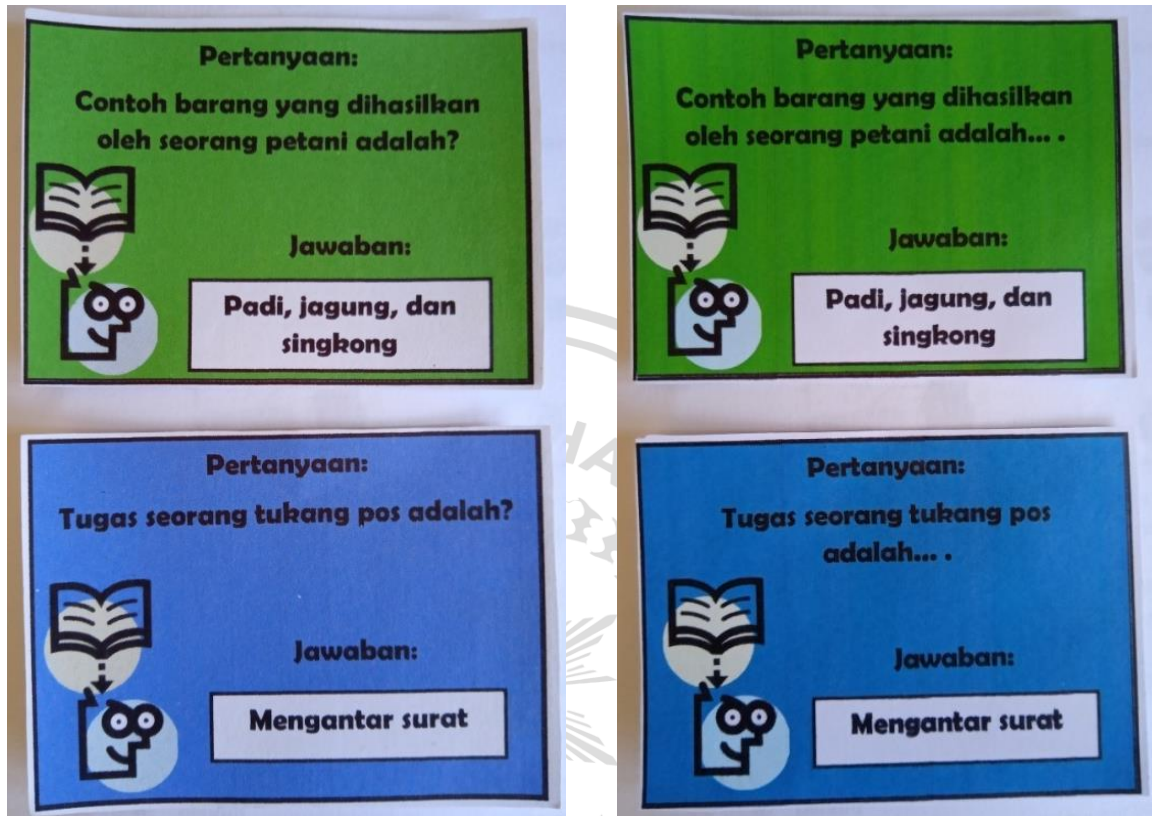 Pertanyaan:
Contoh barang yang dihasilkan
oleh seorang petani adalah?
Jawaban:
Padi, jagung, dan
singkong
Pertanyaan:
Contoh barang yang dihasilkan
oleh seorang petani adalah... .
Jawaban:
Padi, jagung, dan
singkong
Pertanyaan:
Tugas seorang tukang pos adalah?
Jawaban:
Mengantar surat
Pertanyaan:
Tugas seorang tukang pos
adalah... .
Jawaban:
Mengantar surat